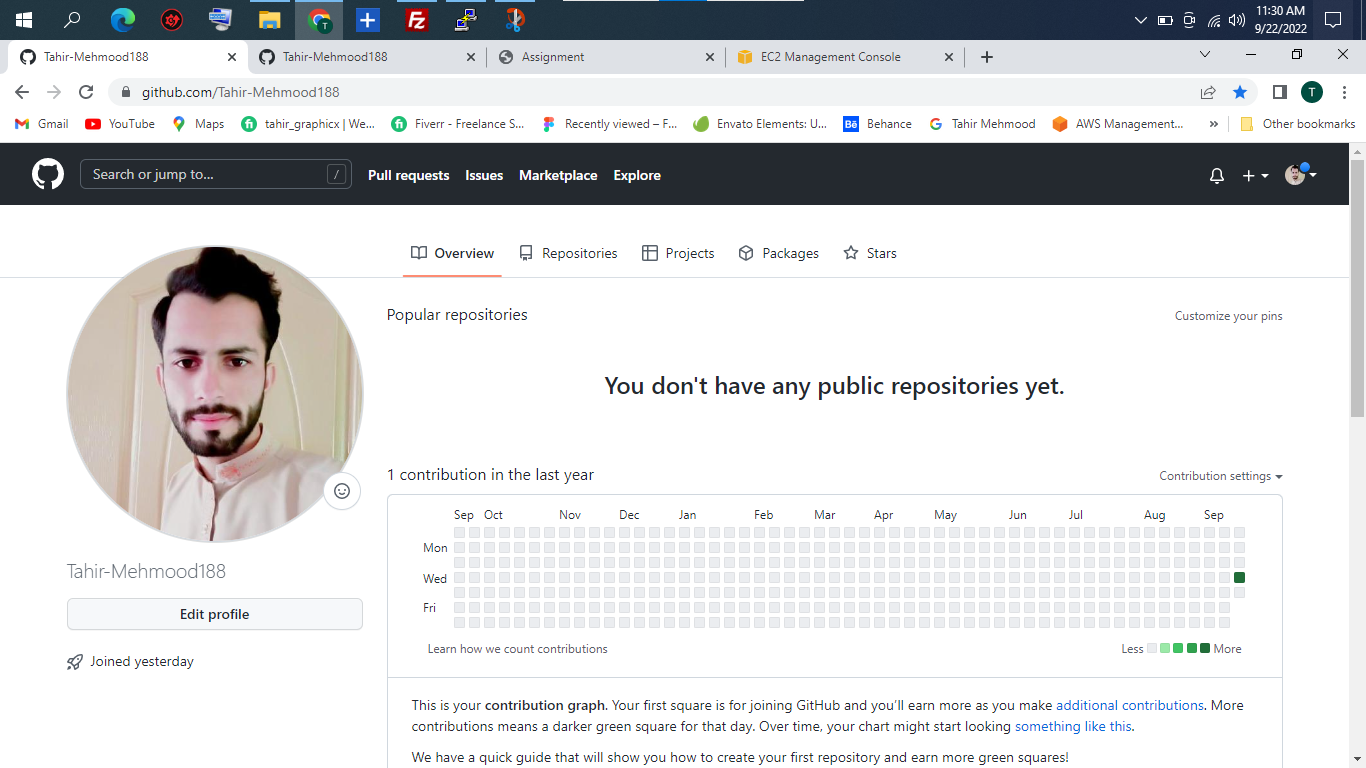 11:30 AM
9/22/2022
Tahir-Mehmood188
Tahir-Mehmood188
Assignment
EC2 Management Console
github.com/Tahir-Mehmood188
T
Gmail
YouTube
Maps
tahir_graphicx | We...
Fiverr - Freelance S...
Recently viewed – F...
Envato Elements: U...
Behance
Tahir Mehmood
AWS Management...
»
Other bookmarks
Search or jump to...
/
Pull requests
Issues
Marketplace
Explore
Overview
Repositories
Projects
Packages
Stars
Popular repositories
Customize your pins
You don't have any public repositories yet.
1 contribution in the last year
Contribution settings
Sep Oct Nov Dec Jan Feb Mar Apr May Jun Jul Aug Sep
Mon
Wed
Fri
Learn how we count contributions
Less More
This is your contribution graph. Your first square is for joining GitHub and you’ll earn more as you make additional contributions. More
contributions means a darker green square for that day. Over time, your chart might start looking something like this.
We have a quick guide that will show you how to create your first repository and earn more green squares!
Tahir-Mehmood188
Edit profile
Joined yesterday